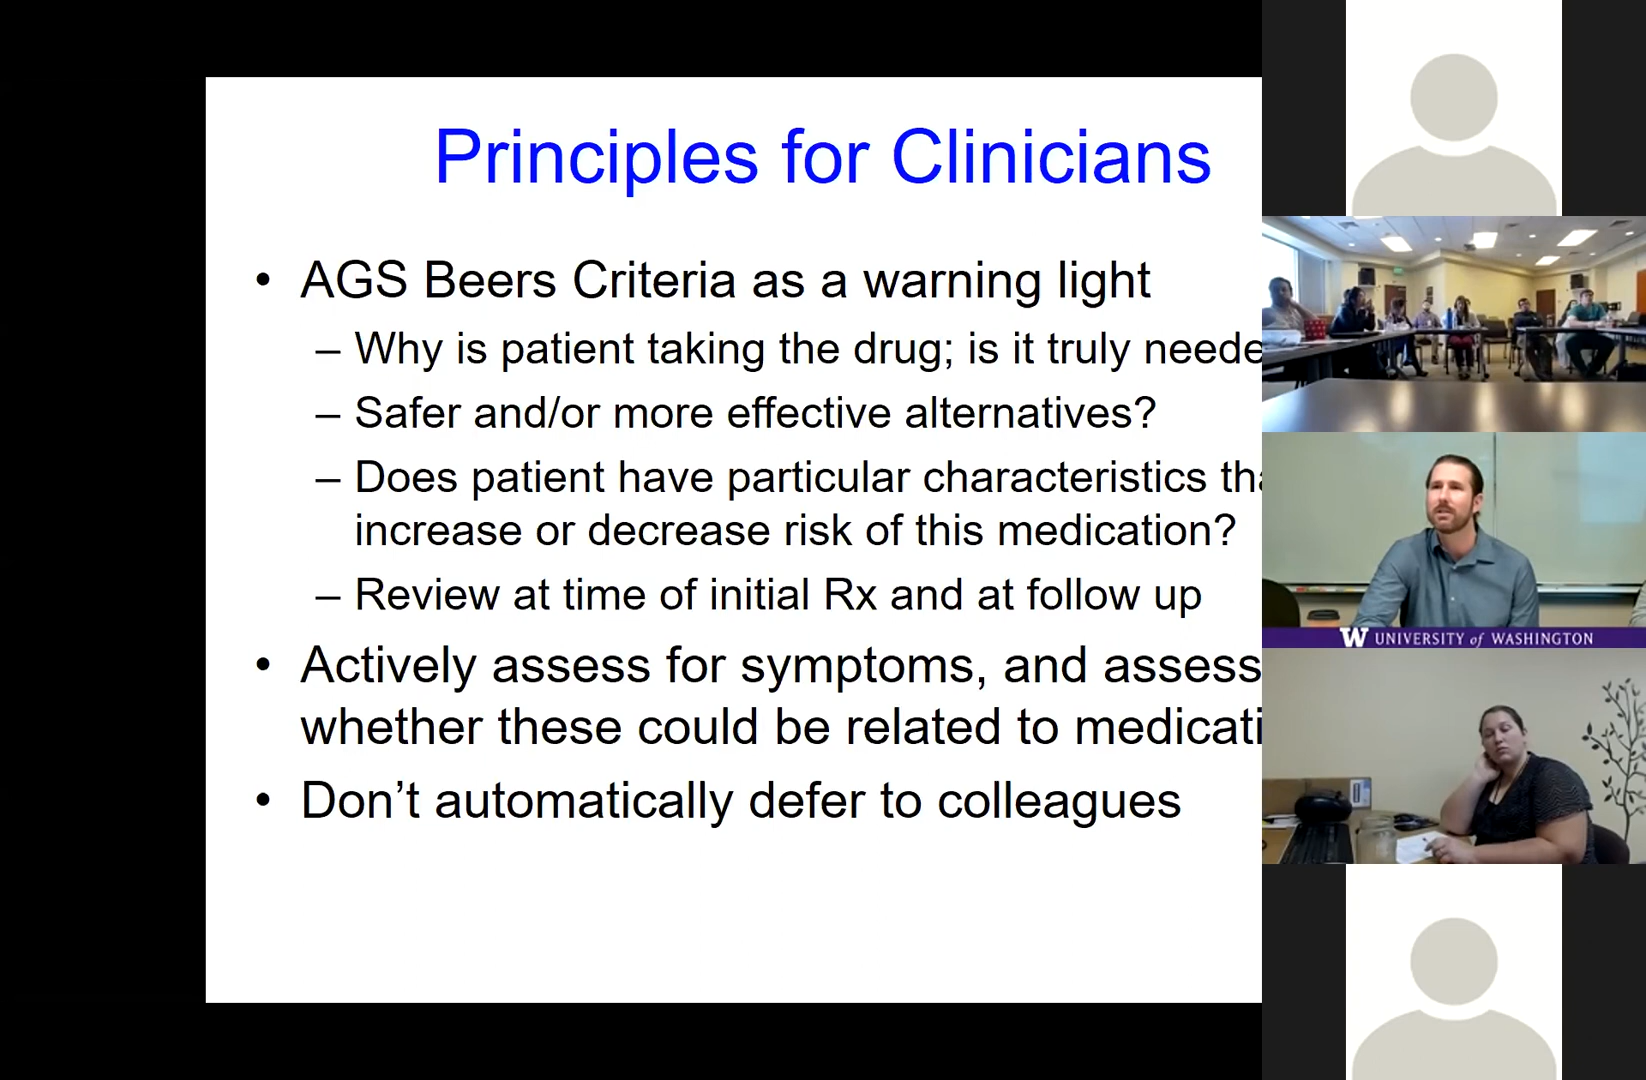 Principles for Clinicians
• AGS Beers Criteria as a warning light
– Why is patient taking the drug; is it truly neede
– Safer and/or more effective alternatives?
– Does patient have particular characteristics tha
increase or decrease risk of this medication?
– Review at time of initial Rx and at follow up
• Actively assess for symptoms, and assess
whether these could be related to medicati
• Don’t automatically defer to colleagues
W UNIVERSITY of WASHINGTON